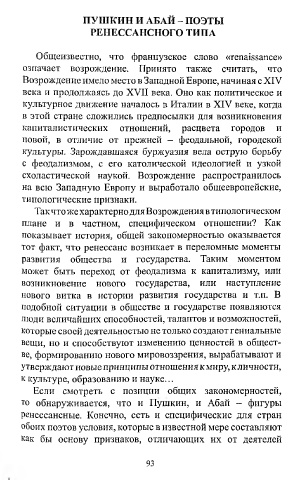 ПУШКИН И АБАЙ – ПОЭТЫ
РЕНЕССАНСНОГО ТИПА
Общеизвестно, что французское слово «renaissance»
означает возрождение. Принято также считать, что
Возрождение имело место в Западной Европе, начиная с XIV
века и продолжаясь до XVII века. Оно как политическое и
культурное движение началось в Италии в XIV веке, когда
в этой стране сложились предпосылки для возникновения
капиталистических отношений, расцвета городов и
новой, в отличие от прежней – феодальной, городской
культуры. Зарождавшаяся буржуазия вела острую борьбу
с феодализмом, с его католической идеологией и узкой
схоластической наукой. Возрождение распространилось
на всю Западную Европу и выработало общеевропейские,
типологические признаки.
Так что же характерно для Возрождения в типологическом
плане и в частном, специфическом отношении? Как
показывает история, общей закономерностью оказывается
тот факт, что ренессанс возникает в переломные моменты
развития общества и государства. Таким моментом
может быть переход от феодализма к капитализму, или
возникновение нового государства, или наступление
нового витка в истории развития государства и т.п. В
подобной ситуации в обществе и государстве появляются
люди величайших способностей, талантов и возможностей,
которые своей деятельностью не только создают гениальные
вещи, но и способствуют изменению ценностей в общест-
ве, формированию нового мировоззрения, вырабатывают и
утверждают новые принципы отношения к миру, к личности,
к культуре, образованию и науке...
Если смотреть с позиции общих закономерностей,
то обнаруживается, что и Пушкин, и Абай – фигуры
ренессансные. Конечно, есть и специфические для стран
обоих поэтов условия, которые в известной мере составляют
как бы основу признаков, отличающих их от деятелей
93